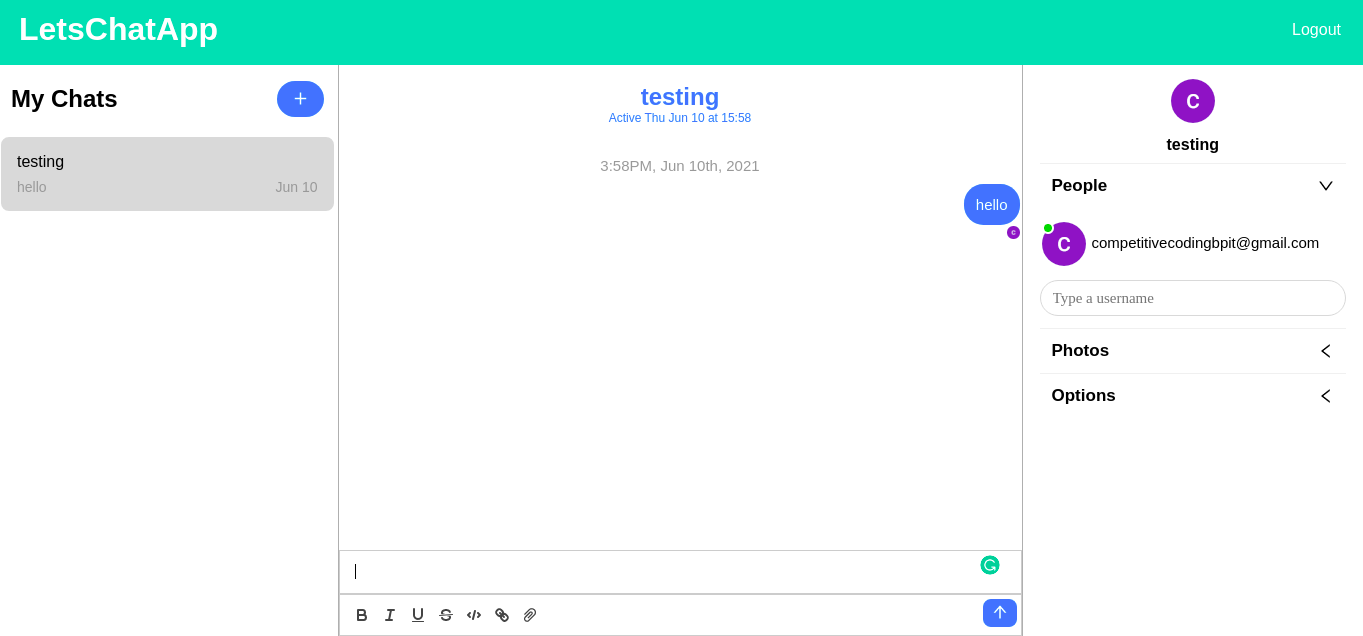 LetsChatApp
Logout
My Chats
+
testing
hello
Jun 10
testing
Active Thu Jun 10 at 15:58
3:58PM, Jun 10th, 2021
hello
C
C
testing
People
C
competitivecodingbpit@gmail.com
Type a username
Photos
Options
B I U S </>